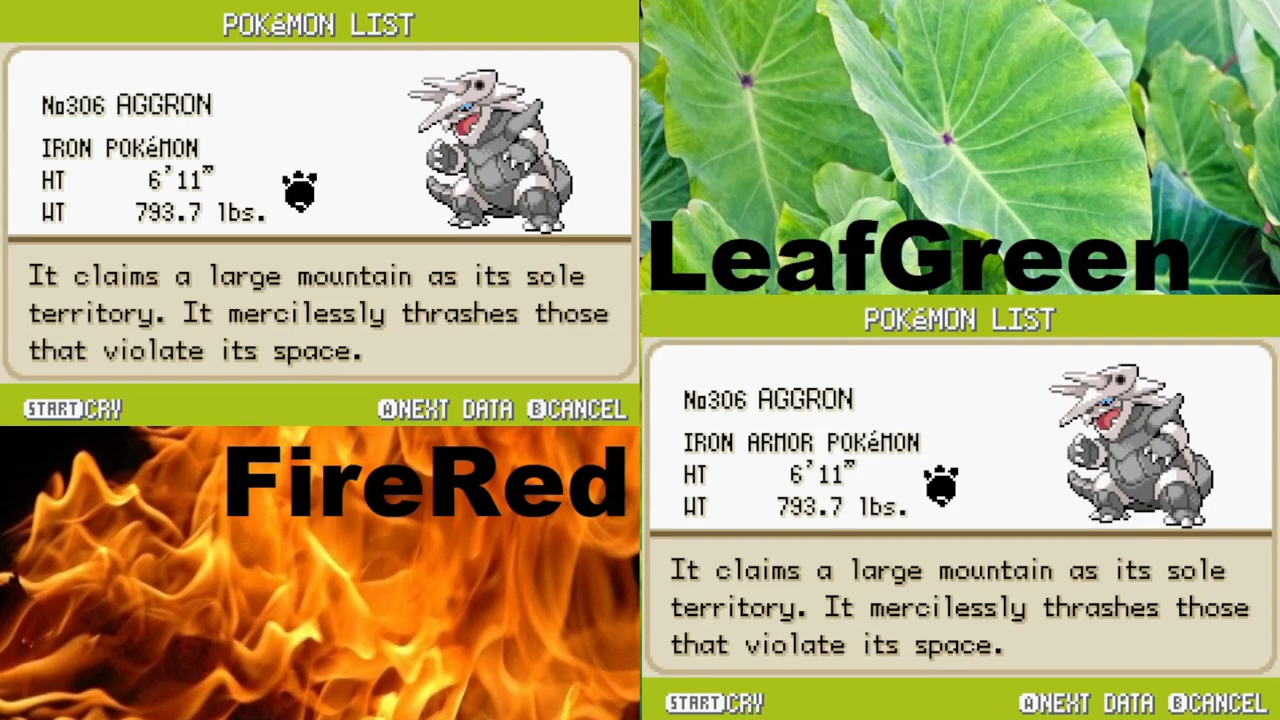 POKéMON LIST
No306 AGGRON
IRON POKéMON
HT 6'11"
WT 793.7 lbs.
It claims a large mountain as its sole
territory. It mercilessly thrashes those
that violate its space.
START CRY
A NEXT DATA B CANCEL
FireRed
LeafGreen
POKéMON LIST
No306 AGGRON
IRON ARMOR POKéMON
HT 6'11"
WT 793.7 lbs.
It claims a large mountain as its sole
territory. It mercilessly thrashes those
that violate its space.
START CRY
A NEXT DATA B CANCEL